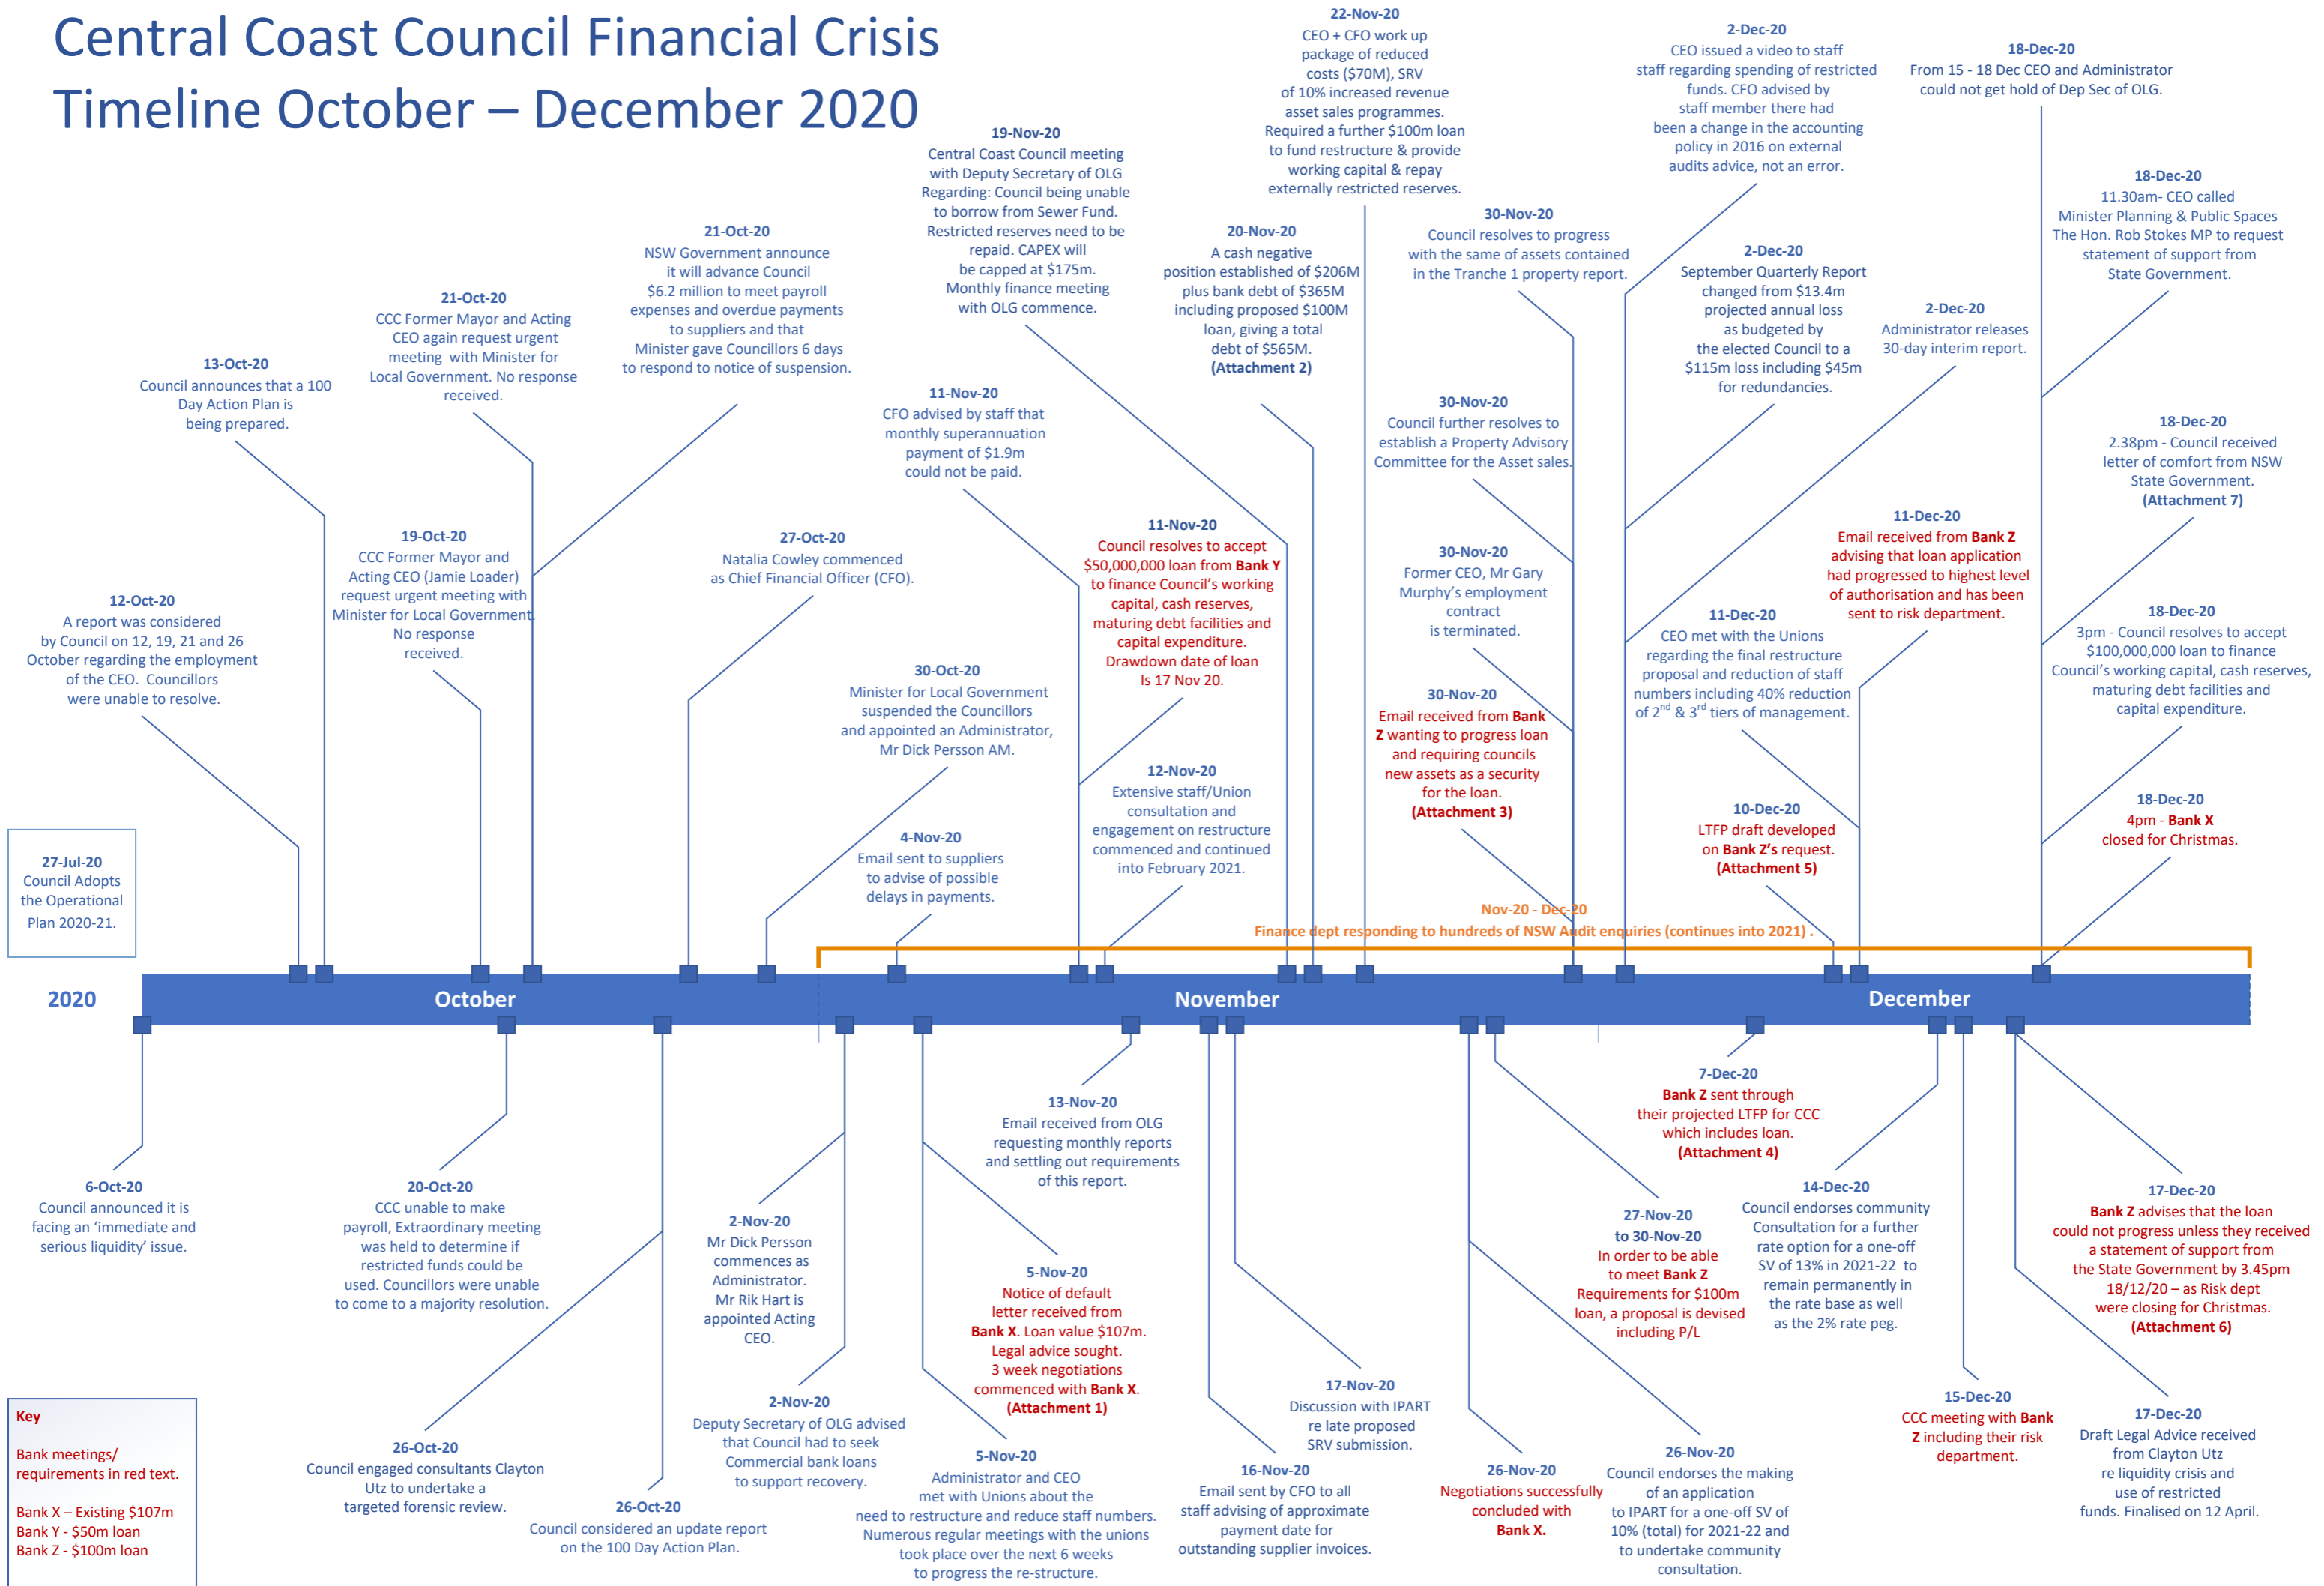 Central Coast Council Financial Crisis
Timeline October – December 2020
27-Jul-20
Council Adopts
the Operational
Plan 2020-21.
12-Oct-20
A report was considered
by Council on 12, 19, 21 and 26
October regarding the employment
of the CEO.  Councillors
were unable to resolve.
13-Oct-20
Council announces that a 100
Day Action Plan is
being prepared.
19-Oct-20
CCC Former Mayor and
Acting CEO (Jamie Loader)
request urgent meeting with
Minister for Local Government.
No response
received.
21-Oct-20
CCC Former Mayor and Acting
CEO again request urgent
meeting  with Minister for
Local Government. No response
received.
21-Oct-20
NSW Government announce
it will advance Council
$6.2 million to meet payroll
expenses and overdue payments
to suppliers and that
Minister gave Councillors 6 days
to respond to notice of suspension.
27-Oct-20
Natalia Cowley commenced
as Chief Financial Officer (CFO).
30-Oct-20
Minister for Local Government
suspended the Councillors
and appointed an Administrator,
Mr Dick Persson AM.
4-Nov-20
Email sent to suppliers
to advise of possible
delays in payments.
11-Nov-20
CFO advised by staff that
monthly superannuation
payment of $1.9m
could not be paid.
11-Nov-20
Council resolves to accept
$50,000,000 loan from Bank Y
to finance Council's working
capital, cash reserves,
maturing debt facilities and
capital expenditure.
Drawdown date of loan
Is 17 Nov 20.
12-Nov-20
Extensive staff/Union
consultation and
engagement on restructure
commenced and continued
into February 2021.
19-Nov-20
Central Coast Council meeting
with Deputy Secretary of OLG
Regarding: Council being unable
to borrow from Sewer Fund.
Restricted reserves need to be
repaid. CAPEX will
be capped at $175m.
Monthly finance meeting
with OLG commence.
20-Nov-20
A cash negative
position established of $206M
plus bank debt of $365M
including proposed $100M
loan, giving a total
debt of $565M.
(Attachment 2)
22-Nov-20
CEO + CFO work up
package of reduced
costs ($70M), SRV
of 10% increased revenue
asset sales programmes.
Required a further $100m loan
to fund restructure & provide
working capital & repay
externally restricted reserves.
30-Nov-20
Council resolves to progress
with the same of assets contained
in the Tranche 1 property report.
30-Nov-20
Council further resolves to
establish a Property Advisory
Committee for the Asset sales.
30-Nov-20
Former CEO, Mr Gary
Murphy's employment
contract
is terminated.
30-Nov-20
Email received from Bank
Z wanting to progress loan
and requiring councils
new assets as a security
for the loan.
(Attachment 3)
2-Dec-20
CEO issued a video to staff
staff regarding spending of restricted
funds. CFO advised by
staff member there had
been a change in the accounting
policy in 2016 on external
audits advice, not an error.
2-Dec-20
September Quarterly Report
changed from $13.4m
projected annual loss
as budgeted by
the elected Council to a
$115m loss including $45m
for redundancies.
2-Dec-20
Administrator releases
30-day interim report.
10-Dec-20
LTFP draft developed
on Bank Z's request.
(Attachment 5)
11-Dec-20
CEO met with the Unions
regarding the final restructure
proposal and reduction of staff
numbers including 40% reduction
of 2nd & 3rd tiers of management.
11-Dec-20
Email received from Bank Z
advising that loan application
had progressed to highest level
of authorisation and has been
sent to risk department.
18-Dec-20
From 15 - 18 Dec CEO and Administrator
could not get hold of Dep Sec of OLG.
18-Dec-20
11.30am- CEO called
Minister Planning & Public Spaces
The Hon. Rob Stokes MP to request
statement of support from
State Government.
18-Dec-20
2.38pm - Council received
letter of comfort from NSW
State Government.
(Attachment 7)
18-Dec-20
3pm - Council resolves to accept
$100,000,000 loan to finance
Council's working capital, cash reserves,
maturing debt facilities and
capital expenditure.
18-Dec-20
4pm - Bank X
closed for Christmas.
Nov-20 - Dec-20
Finance dept responding to hundreds of NSW Audit enquiries (continues into 2021) .
2020
October
November
December
6-Oct-20
Council announced it is
facing an 'immediate and
serious liquidity' issue.
20-Oct-20
CCC unable to make
payroll, Extraordinary meeting
was held to determine if
restricted funds could be
used. Councillors were unable
to come to a majority resolution.
26-Oct-20
Council engaged consultants Clayton
Utz to undertake a
targeted forensic review.
26-Oct-20
Council considered an update report
on the 100 Day Action Plan.
2-Nov-20
Mr Dick Persson
commences as
Administrator.
Mr Rik Hart is
appointed Acting
CEO.
2-Nov-20
Deputy Secretary of OLG advised
that Council had to seek
Commercial bank loans
to support recovery.
5-Nov-20
Notice of default
letter received from
Bank X. Loan value $107m.
Legal advice sought.
3 week negotiations
commenced with Bank X.
(Attachment 1)
5-Nov-20
Administrator and CEO
met with Unions about the
need to restructure and reduce staff numbers.
Numerous regular meetings with the unions
took place over the next 6 weeks
to progress the re-structure.
13-Nov-20
Email received from OLG
requesting monthly reports
and settling out requirements
of this report.
16-Nov-20
Email sent by CFO to all
staff advising of approximate
payment date for
outstanding supplier invoices.
17-Nov-20
Discussion with IPART
re late proposed
SRV submission.
26-Nov-20
Negotiations successfully
concluded with
Bank X.
26-Nov-20
Council endorses the making
of an application
to IPART for a one-off SV of
10% (total) for 2021-22 and
to undertake community
consultation.
27-Nov-20
to 30-Nov-20
In order to be able
to meet Bank Z
Requirements for $100m
loan, a proposal is devised
including P/L
7-Dec-20
Bank Z sent through
their projected LTFP for CCC
which includes loan.
(Attachment 4)
14-Dec-20
Council endorses community
Consultation for a further
rate option for a one-off
SV of 13% in 2021-22  to
remain permanently in
the rate base as well
as the 2% rate peg.
15-Dec-20
CCC meeting with Bank
Z including their risk
department.
17-Dec-20
Bank Z advises that the loan
could not progress unless they received
a statement of support from
the State Government by 3.45pm
18/12/20 – as Risk dept
were closing for Christmas.
(Attachment 6)
17-Dec-20
Draft Legal Advice received
from Clayton Utz
re liquidity crisis and
use of restricted
funds. Finalised on 12 April.
Key
Bank meetings/
requirements in red text.
Bank X – Existing $107m
Bank Y - $50m loan
Bank Z - $100m loan